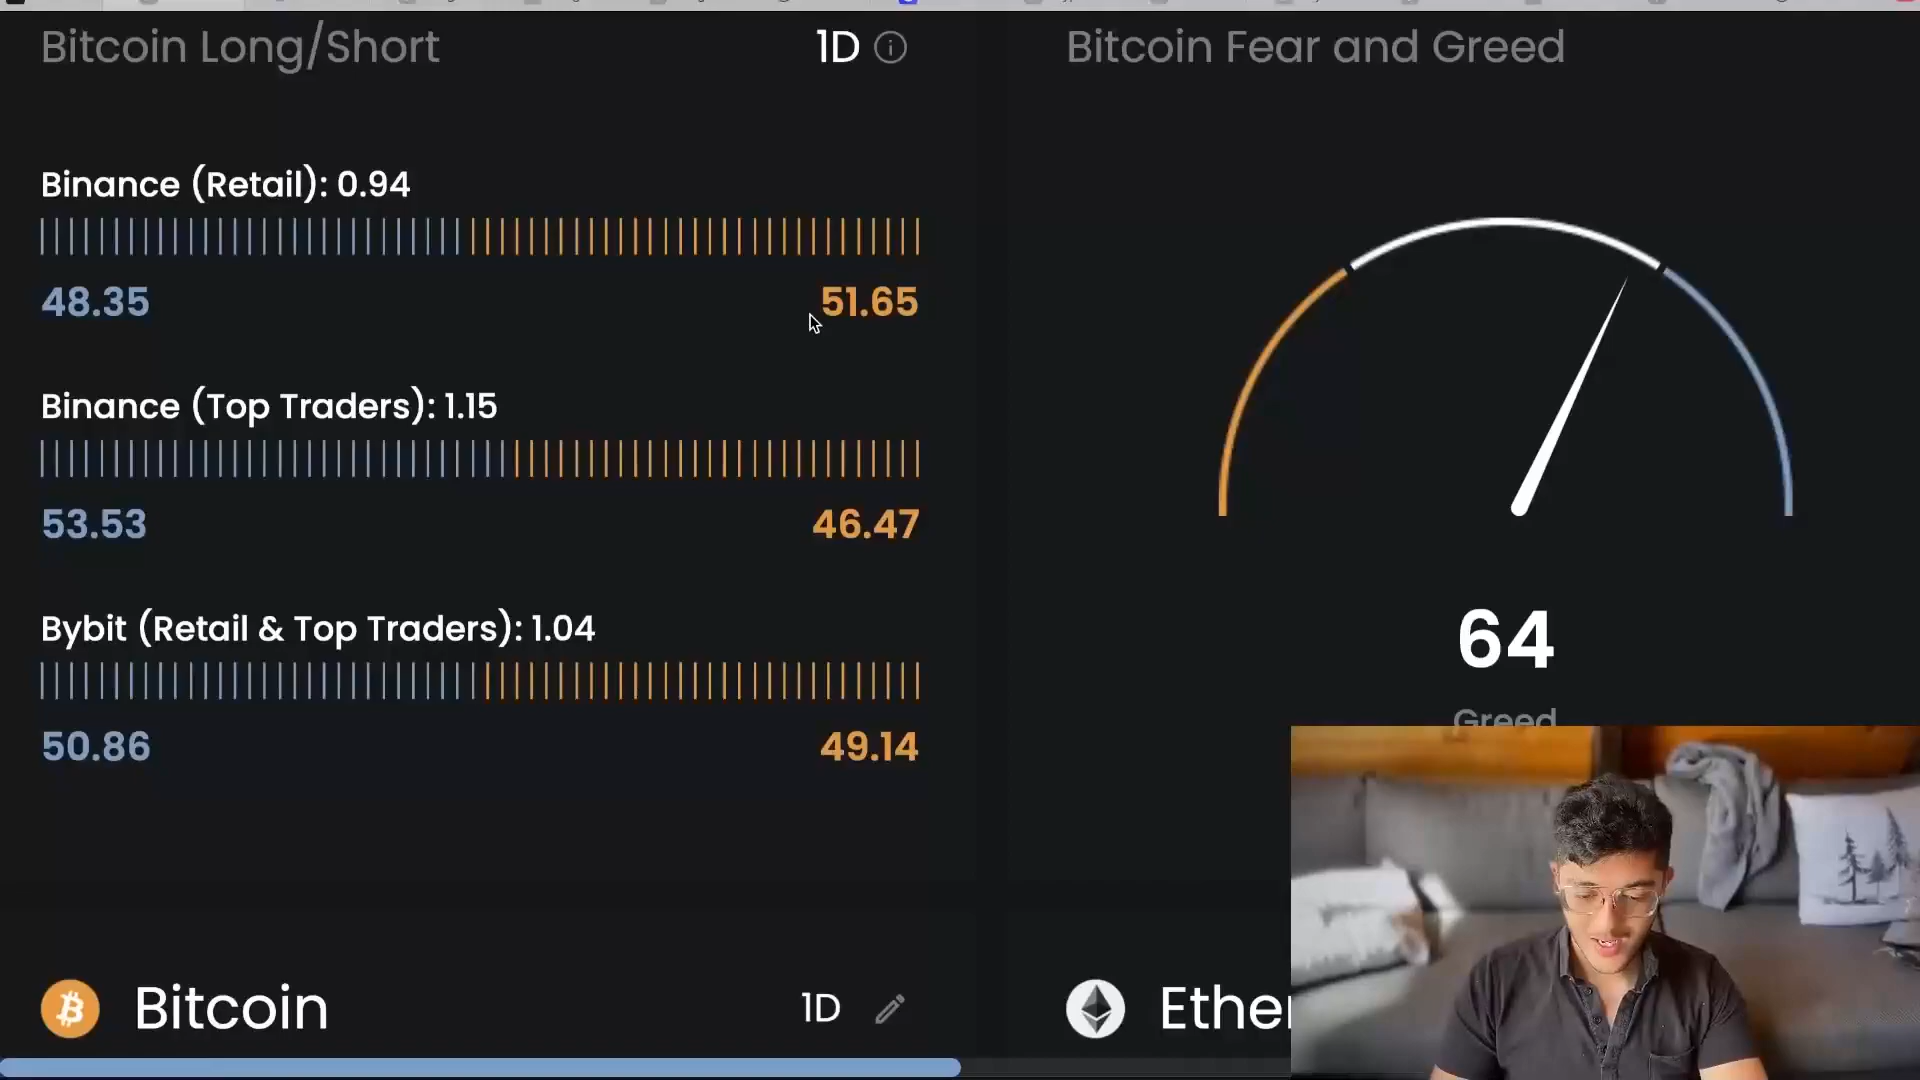 Bitcoin Long/Short
1D
Bitcoin Fear and Greed
Binance (Retail): 0.94
48.35
51.65
Binance (Top Traders): 1.15
53.53
46.47
Bybit (Retail & Top Traders): 1.04
50.86
49.14
64
Greed
Bitcoin
1D
Ether